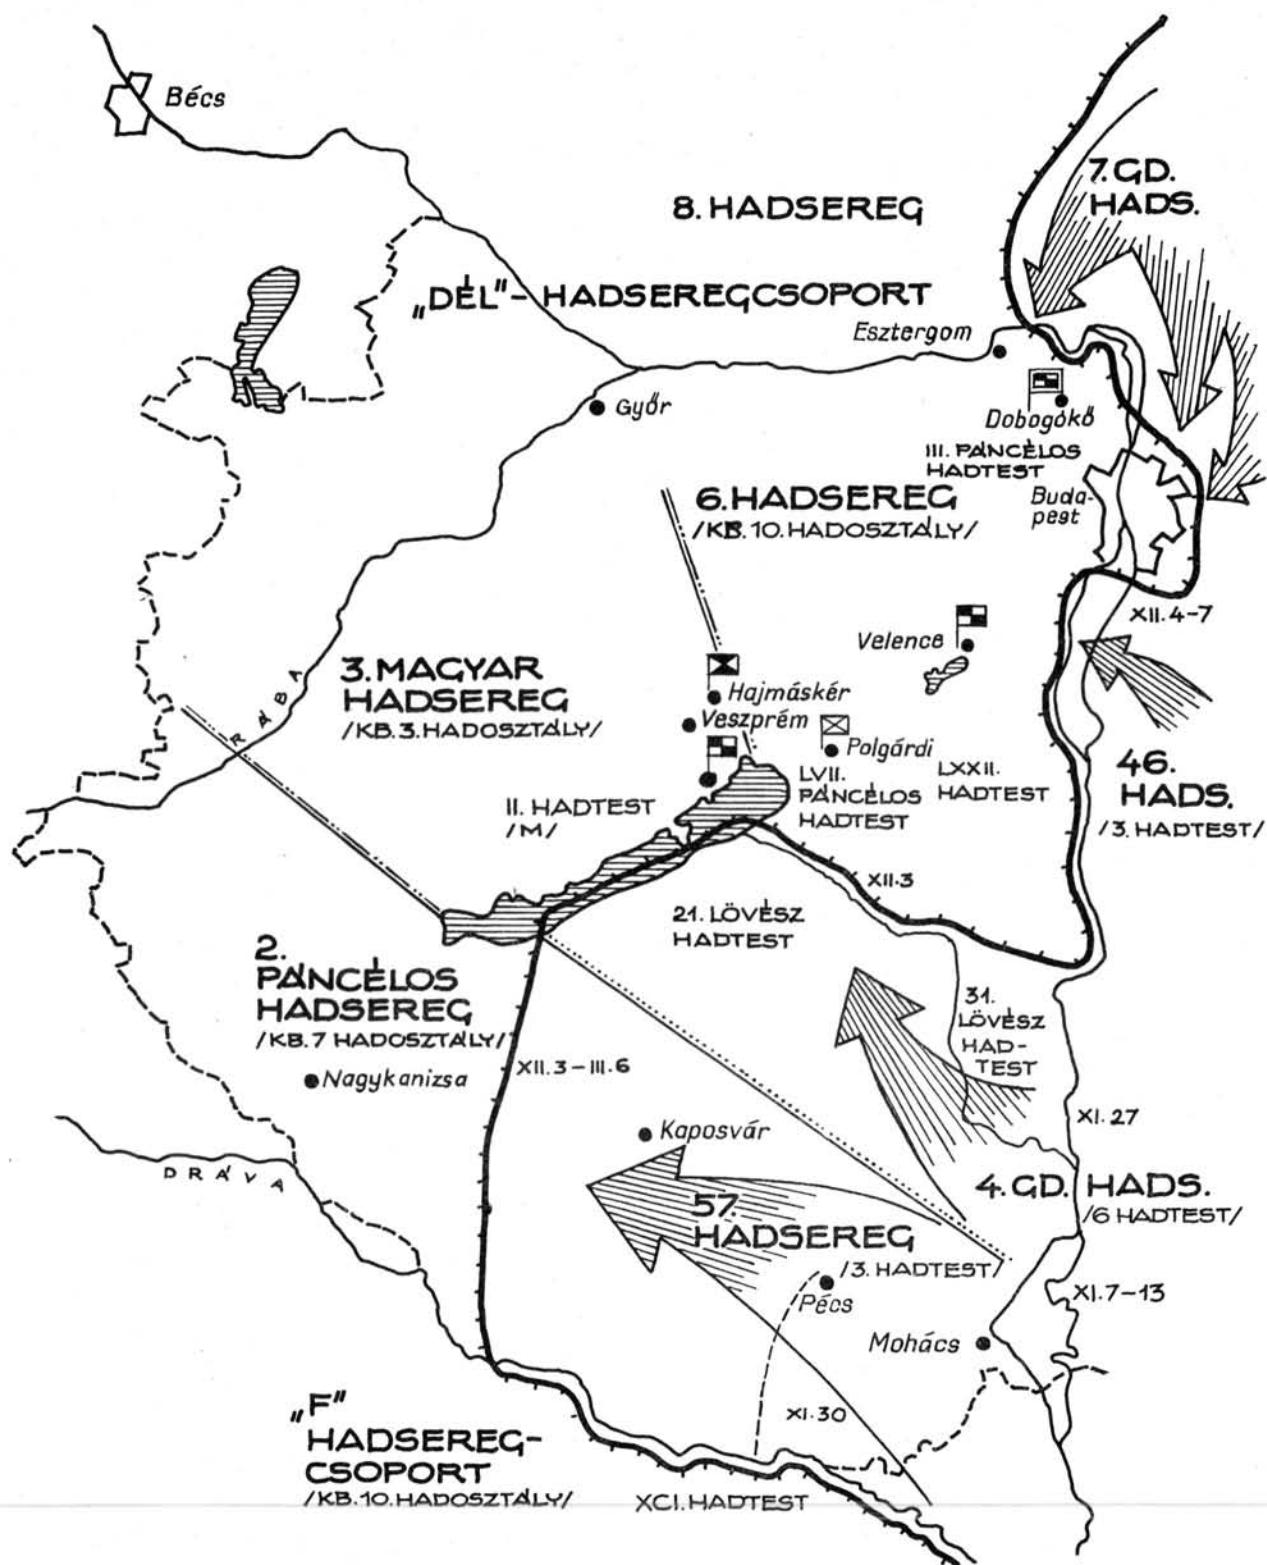 Bécs
7. GD.
HADS.
8. HADSEREG
„DÉL"-HADSEREGCSOPORT
Esztergom
Győr
Dobogókő
III. PÁNCÉLOS
HADTEST
6. HADSEREG
/KB. 10. HADOSZTÁLY/
Buda-
pest
XII. 4-7
Velence
3. MAGYAR
HADSEREG
/KB. 3. HADOSZTÁLY/
RÁBA
Hajmáskér
Veszprém
Polgárdi
46.
HADS.
/3. HADTEST/
LVII.
PÁNCÉLOS
HADTEST
LXXII.
HADTEST
II. HADTEST
/M/
XII. 3
21. LÖVÉSZ
HADTEST
2.
PÁNCÉLOS
HADSEREG
/KB. 7 HADOSZTÁLY/
31.
LÖVÉSZ
HAD-
TEST
XII. 3-III. 6
Nagykanizsa
XI. 27
Kaposvár
DRÁVA
4. GD. HADS.
/6 HADTEST/
57.
HADSEREG
/3. HADTEST/
Pécs
XI. 7-13
Mohács
„F"
HADSEREG-
CSOPORT
/KB. 10. HADOSZTÁLY/
XI. 30
XCI. HADTEST